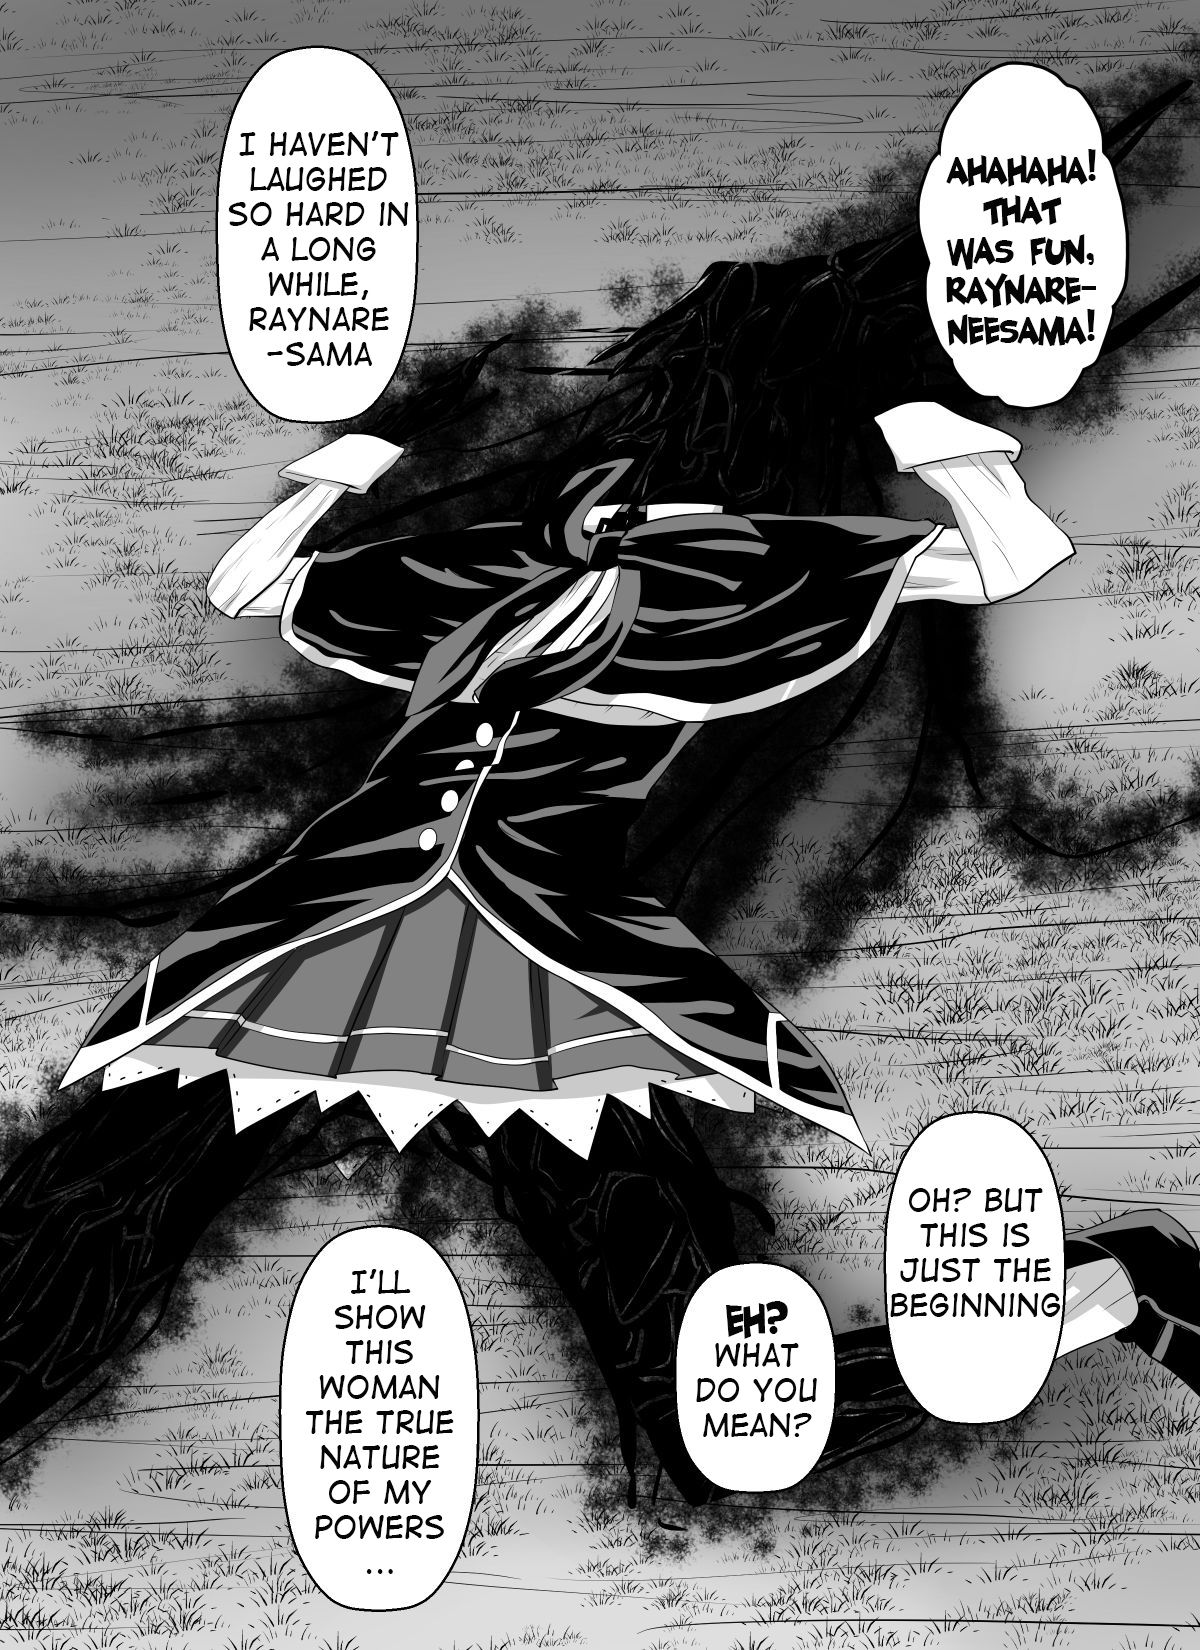 AHAHAHA!
THAT
WAS FUN,
RAYNARE-
NEESAMA!
I HAVEN'T
LAUGHED
SO HARD IN
A LONG
WHILE,
RAYNARE
-SAMA
OH? BUT
THIS IS
JUST THE
BEGINNING
EH?
WHAT
DO YOU
MEAN?
I'LL
SHOW
THIS
WOMAN
THE TRUE
NATURE
OF MY
POWERS
...